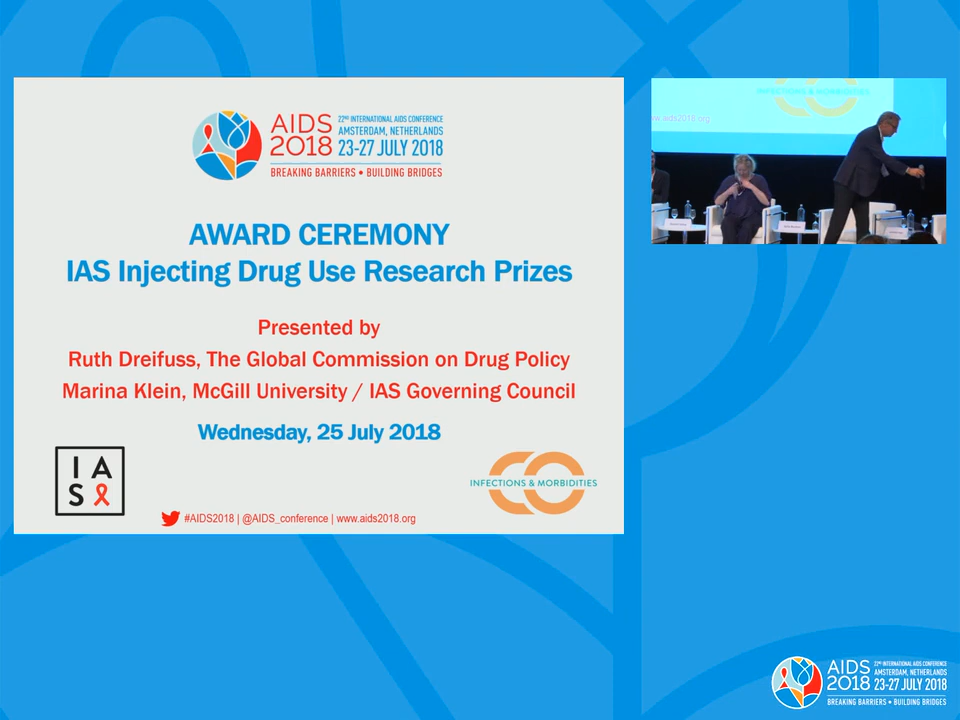 AIDS
2018
22ND INTERNATIONAL AIDS CONFERENCE
AMSTERDAM, NETHERLANDS
23-27 JULY 2018
BREAKING BARRIERS • BUILDING BRIDGES
AWARD CEREMONY
IAS Injecting Drug Use Research Prizes
Presented by
Ruth Dreifuss, The Global Commission on Drug Policy
Marina Klein, McGill University / IAS Governing Council
Wednesday, 25 July 2018
I A
S
INFECTIONS & MORBIDITIES
#AIDS2018 | @AIDS_conference | www.aids2018.org
INFECTIONS & MORBIDITIES
ww.aids2018.org
AIDS
2018
22ND INTERNATIONAL AIDS CONFERENCE
AMSTERDAM, NETHERLANDS
23-27 JULY 2018
BREAKING BARRIERS • BUILDING BRIDGES